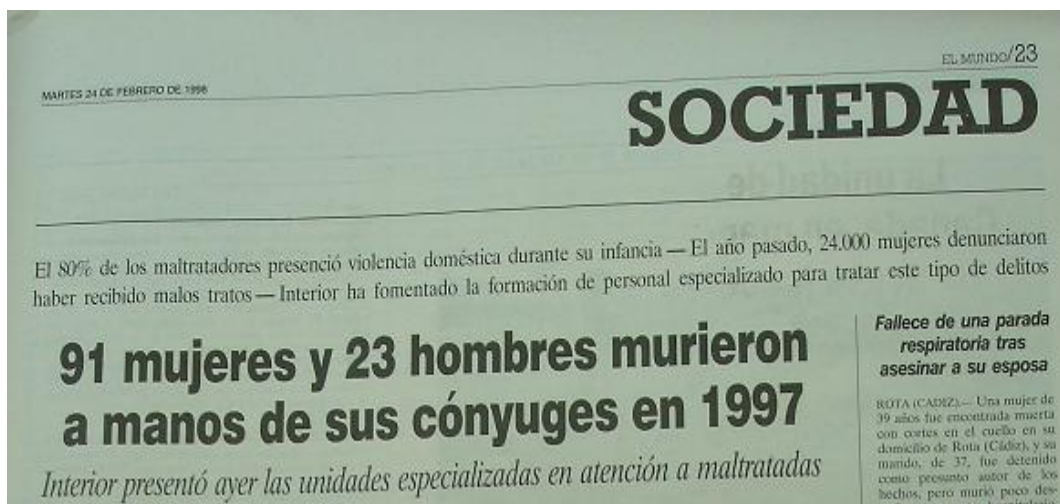 EL MUNDO/23
MARTES 24 DE FEBRERO DE 1998
SOCIEDAD
El 80% de los maltratadores presenció violencia doméstica durante su infancia — El año pasado, 24.000 mujeres denunciaron
haber recibido malos tratos — Interior ha fomentado la formación de personal especializado para tratar este tipo de delitos
91 mujeres y 23 hombres murieron
a manos de sus cónyuges en 1997
Interior presentó ayer las unidades especializadas en atención a maltratadas
Fallece de una parada
respiratoria tras
asesinar a su esposa
ROTA (CADIZ).— Una mujer de
39 años fue encontrada muerta
con cortes en el cuello en su
domicilio de Rota (Cádiz), y su
marido, de 37, fue detenido
como presunto autor de los
hechos, pero murió poco des-